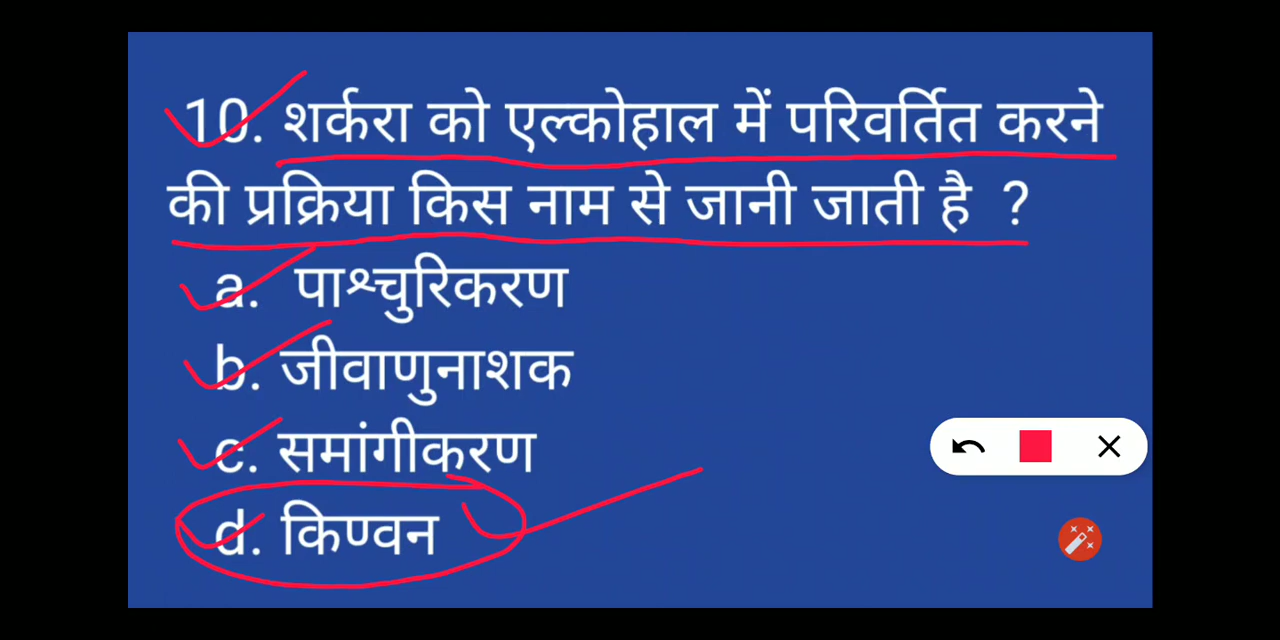 10. शर्करा को एल्कोहाल में परिवर्तित करने
की प्रक्रिया किस नाम से जानी जाती है ?
a. पाश्चुरिकरण
b. जीवाणुनाशक
c. समांगीकरण
d. किण्वन